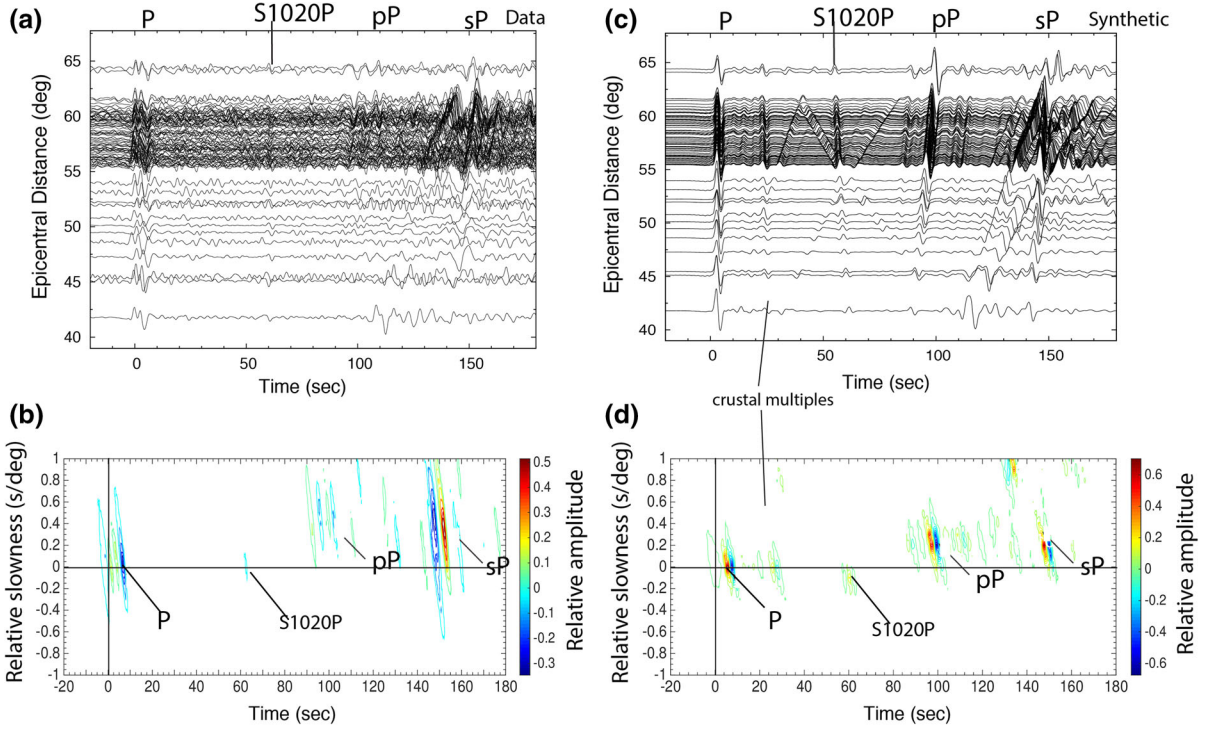 (a) P S1020P pP sP Data
Epicentral Distance (deg)
65
60
55
50
45
40
0 50 100 150
Time (sec)
(c) P S1020P pP sP Synthetic
Epicentral Distance (deg)
65
60
55
50
45
40
0 50 100 150
Time (sec)
crustal multiples
(b)
Relative slowness (s/deg)
1
0.8
0.6
0.4
0.2
0
-0.2
-0.4
-0.6
-0.8
-1
-20 0 20 40 60 80 100 120 140 160 180
Time (sec)
P
S1020P
pP
sP
0.5
0.4
0.3
0.2
0.1
0
-0.1
-0.2
-0.3
Relative amplitude
(d)
Relative slowness (s/deg)
1
0.8
0.6
0.4
0.2
0
-0.2
-0.4
-0.6
-0.8
-1
-20 0 20 40 60 80 100 120 140 160 180
Time (sec)
P
S1020P
pP
sP
0.6
0.4
0.2
0
-0.2
-0.4
-0.6
Relative amplitude